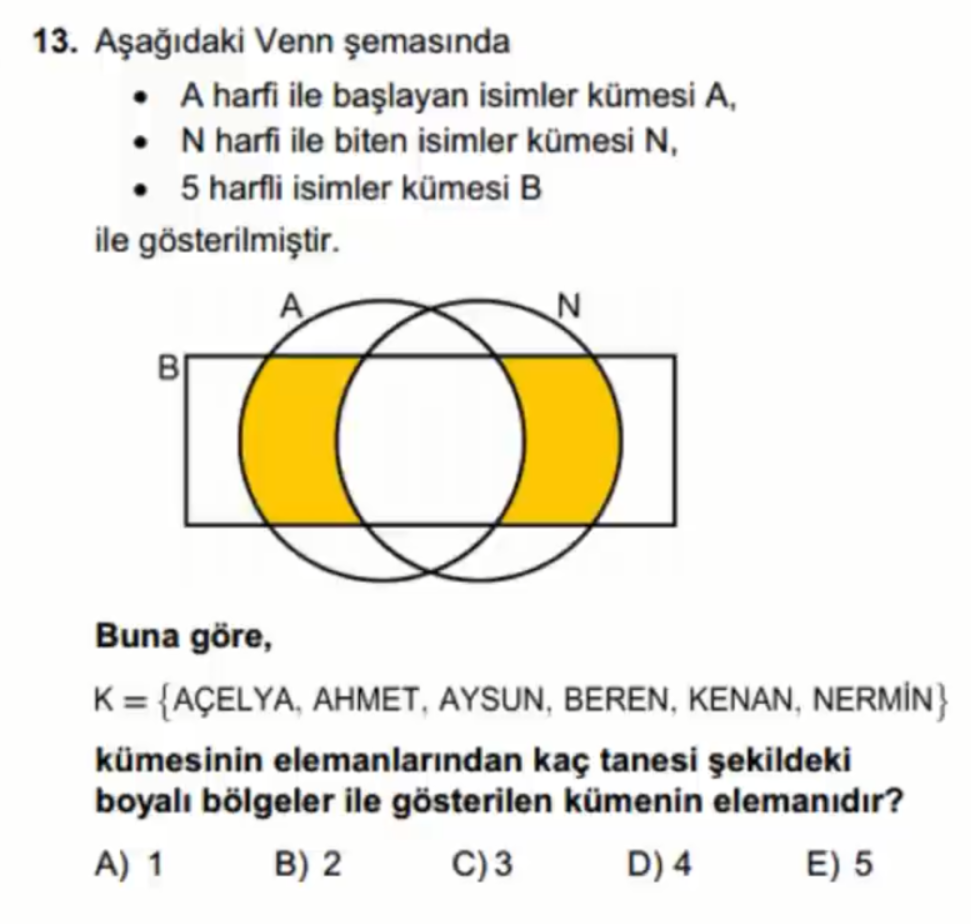 13. Aşağıdaki Venn şemasında
• A harfi ile başlayan isimler kümesi A,
• N harfi ile biten isimler kümesi N,
• 5 harfli isimler kümesi B
ile gösterilmiştir.
A N
B
Buna göre,
K = {AÇELYA, AHMET, AYSUN, BEREN, KENAN, NERMİN}
kümesinin elemanlarından kaç tanesi şekildeki
boyalı bölgeler ile gösterilen kümenin elemanıdır?
A) 1 B) 2 C) 3 D) 4 E) 5